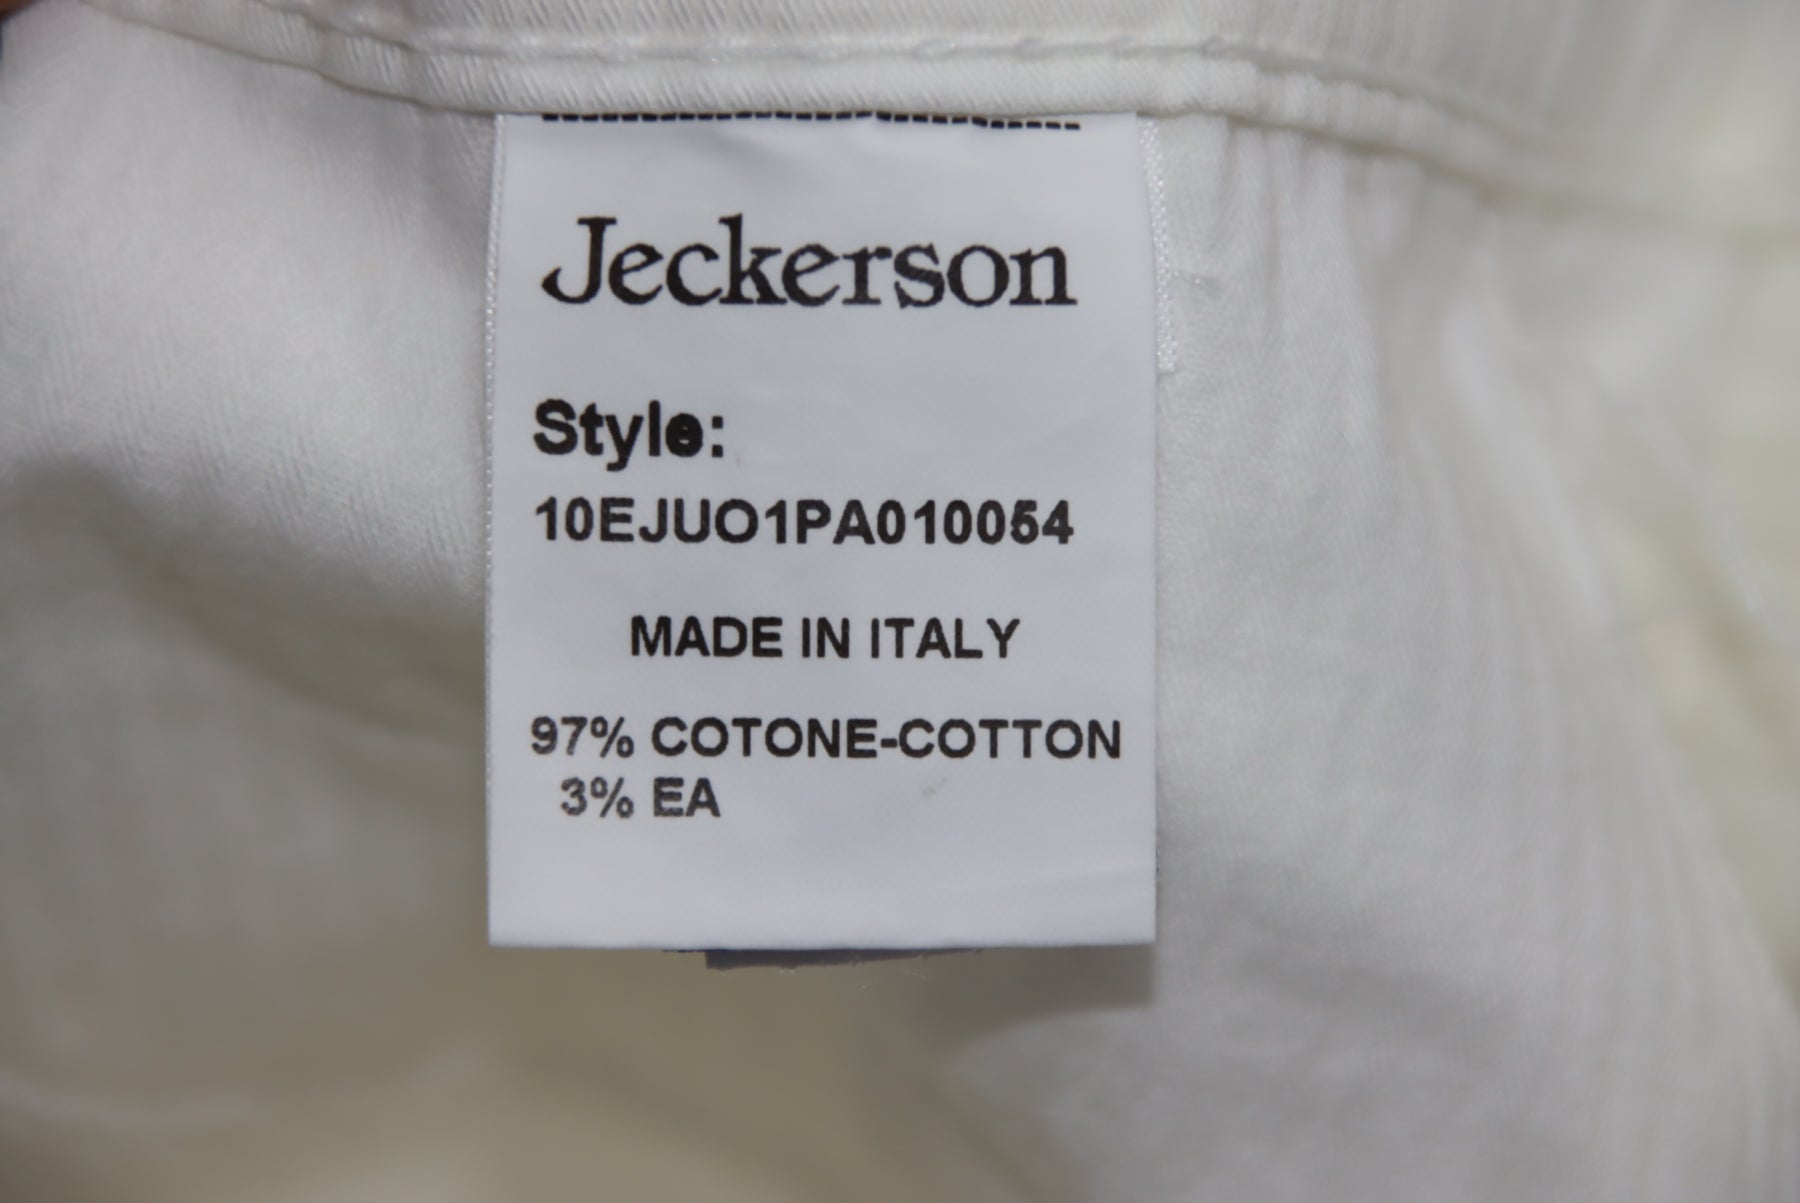 Jeckerson
Style:
10EJUO1PA010054
MADE IN ITALY
97% COTONE-COTTON
3% EA